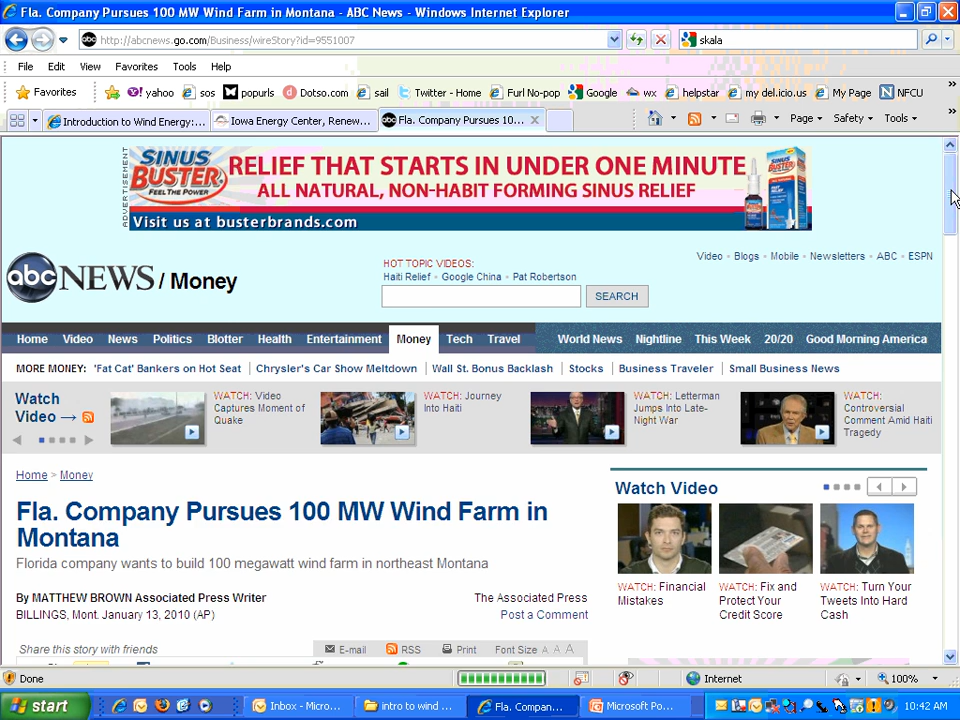 Fla. Company Pursues 100 MW Wind Farm in Montana - ABC News - Windows Internet Explorer
http://abcnews.go.com/Business/wireStory?id=9551007
skala
File Edit View Favorites Tools Help
Favorites yahoo sos popurls Dotso.com sail Twitter - Home Furl No-pop Google wx helpstar my del.icio.us My Page NFCU
Introduction to Wind Energy:... Iowa Energy Center, Renew... Fla. Company Pursues 10... Page Safety Tools
ADVERTISEMENT
SINUS BUSTER
FEEL THE POWER
RELIEF THAT STARTS IN UNDER ONE MINUTE
ALL NATURAL, NON-HABIT FORMING SINUS RELIEF
Visit us at busterbrands.com
abc NEWS / Money
HOT TOPIC VIDEOS:
Haiti Relief Google China Pat Robertson
SEARCH
Video Blogs Mobile Newsletters ABC ESPN
Home Video News Politics Blotter Health Entertainment Money Tech Travel World News Nightline This Week 20/20 Good Morning America
MORE MONEY: 'Fat Cat' Bankers on Hot Seat Chrysler's Car Show Meltdown Wall St. Bonus Backlash Stocks Business Traveler Small Business News
Watch
Video →
WATCH: Video
Captures Moment of
Quake
WATCH: Journey
Into Haiti
WATCH: Letterman
Jumps Into Late-
Night War
WATCH:
Controversial
Comment Amid Haiti
Tragedy
Home > Money
Fla. Company Pursues 100 MW Wind Farm in
Montana
Florida company wants to build 100 megawatt wind farm in northeast Montana
By MATTHEW BROWN Associated Press Writer
BILLINGS, Mont. January 13, 2010 (AP)
The Associated Press
Post a Comment
Share this story with friends
E-mail RSS Print Font Size A A A
Watch Video
WATCH: Financial
Mistakes
WATCH: Fix and
Protect Your
Credit Score
WATCH: Turn Your
Tweets Into Hard
Cash
Done Internet 100%
start Inbox - Micro... intro to wind ... Fla. Compan... Microsoft Po... 10:42 AM